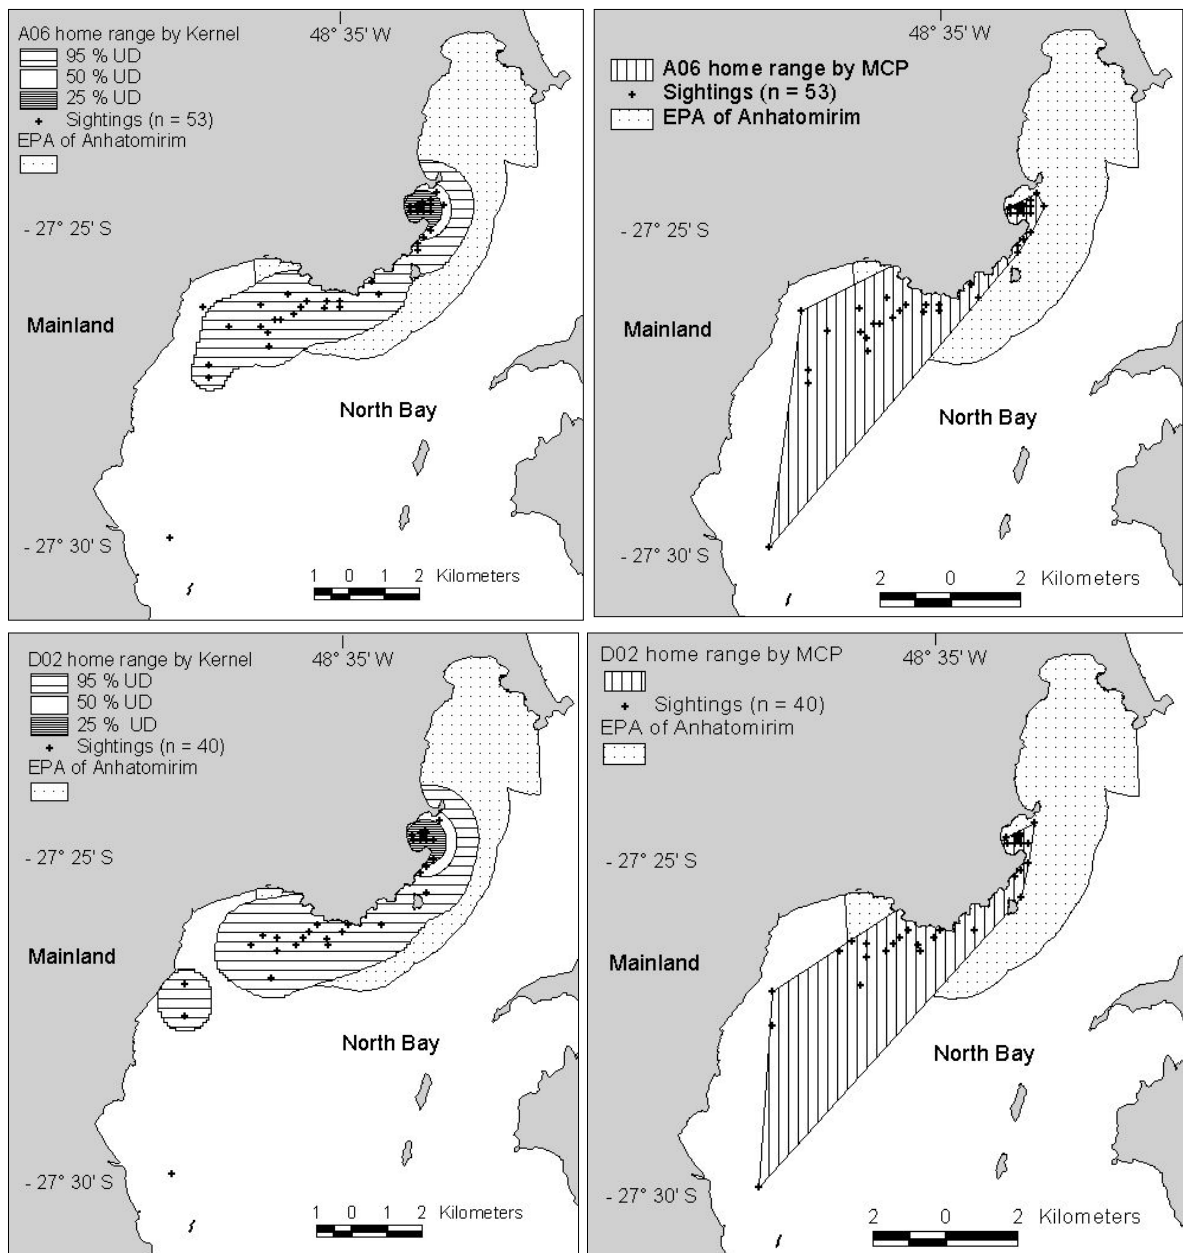 A06 home range by Kernel
95 % UD
50 % UD
25 % UD
Sightings (n = 53)
EPA of Anhatomirim
48° 35' W
- 27° 25' S
Mainland
North Bay
- 27° 30' S
1 0 1 2 Kilometers
48° 35' W
A06 home range by MCP
Sightings (n = 53)
EPA of Anhatomirim
- 27° 25' S
Mainland
North Bay
- 27° 30' S
2 0 2 Kilometers
D02 home range by Kernel
95 % UD
50 % UD
25 % UD
Sightings (n = 40)
EPA of Anhatomirim
48° 35' W
- 27° 25' S
Mainland
North Bay
- 27° 30' S
1 0 1 2 Kilometers
D02 home range by MCP
48° 35' W
Sightings (n = 40)
EPA of Anhatomirim
- 27° 25' S
Mainland
North Bay
- 27° 30' S
2 0 2 Kilometers